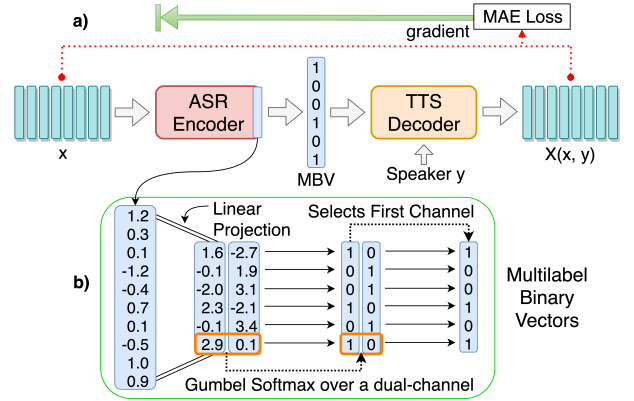 a)
MAE Loss
gradient
ASR
Encoder
1
0
0
1
0
1
TTS
Decoder
x
MBV
Speaker y
X(x, y)
b)
1.2
0.3
0.1
-1.2
-0.4
0.7
0.1
-0.5
1.0
0.9
Linear
Projection
Selects First Channel
1.6 -2.7 1 0 1
-0.1 1.9 0 1 0
-2.0 3.1 0 1 0
2.3 -2.1 1 0 1
-0.1 3.4 0 1 0
2.9 0.1 1 0 1
Gumbel Softmax over a dual-channel
Multilabel
Binary
Vectors